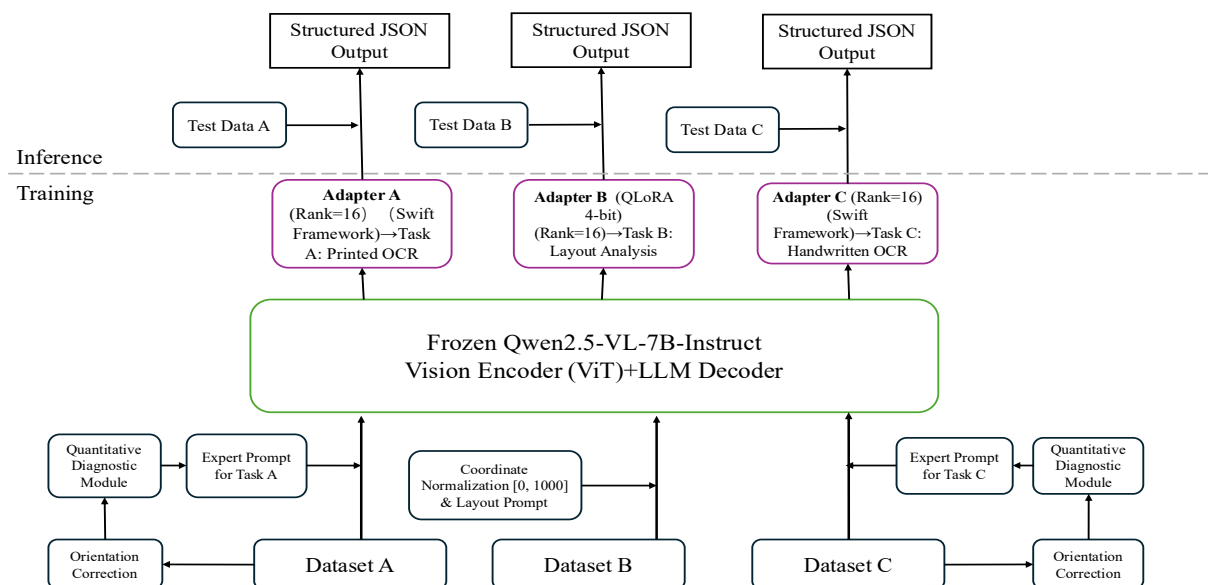 Structured JSON
Output
Structured JSON
Output
Structured JSON
Output
Test Data A
Test Data B
Test Data C
Inference
Training
Adapter A
(Rank=16) （Swift
Framework)→Task
A: Printed OCR
Adapter B (QLoRA
4-bit)
(Rank=16)→Task B:
Layout Analysis
Adapter C (Rank=16)
(Swift
Framework)→Task C:
Handwritten OCR
Frozen Qwen2.5-VL-7B-Instruct
Vision Encoder (ViT)+LLM Decoder
Quantitative
Diagnostic
Module
Expert Prompt
for Task A
Coordinate
Normalization [0, 1000]
& Layout Prompt
Expert Prompt
for Task C
Quantitative
Diagnostic
Module
Orientation
Correction
Dataset A
Dataset B
Dataset C
Orientation
Correction